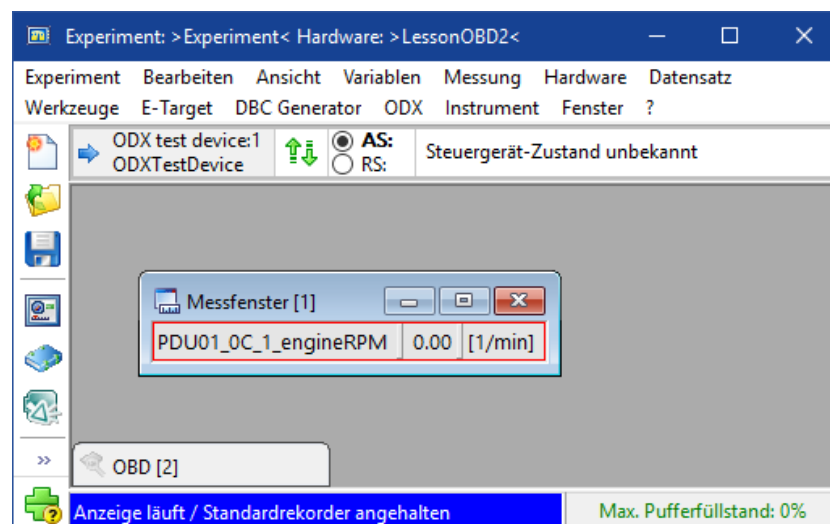 Experiment: >Experiment< Hardware: >LessonOBD2<
Experiment Bearbeiten Ansicht Variablen Messung Hardware Datensatz
Werkzeuge E-Target DBC Generator ODX Instrument Fenster ?
ODX test device:1
ODXTestDevice
AS:
RS:
Steuergerät-Zustand unbekannt
Messfenster [1]
PDU01_0C_1_engineRPM 0.00 [1/min]
OBD [2]
Anzeige läuft / Standardrekorder angehalten
Max. Pufferfüllstand: 0%